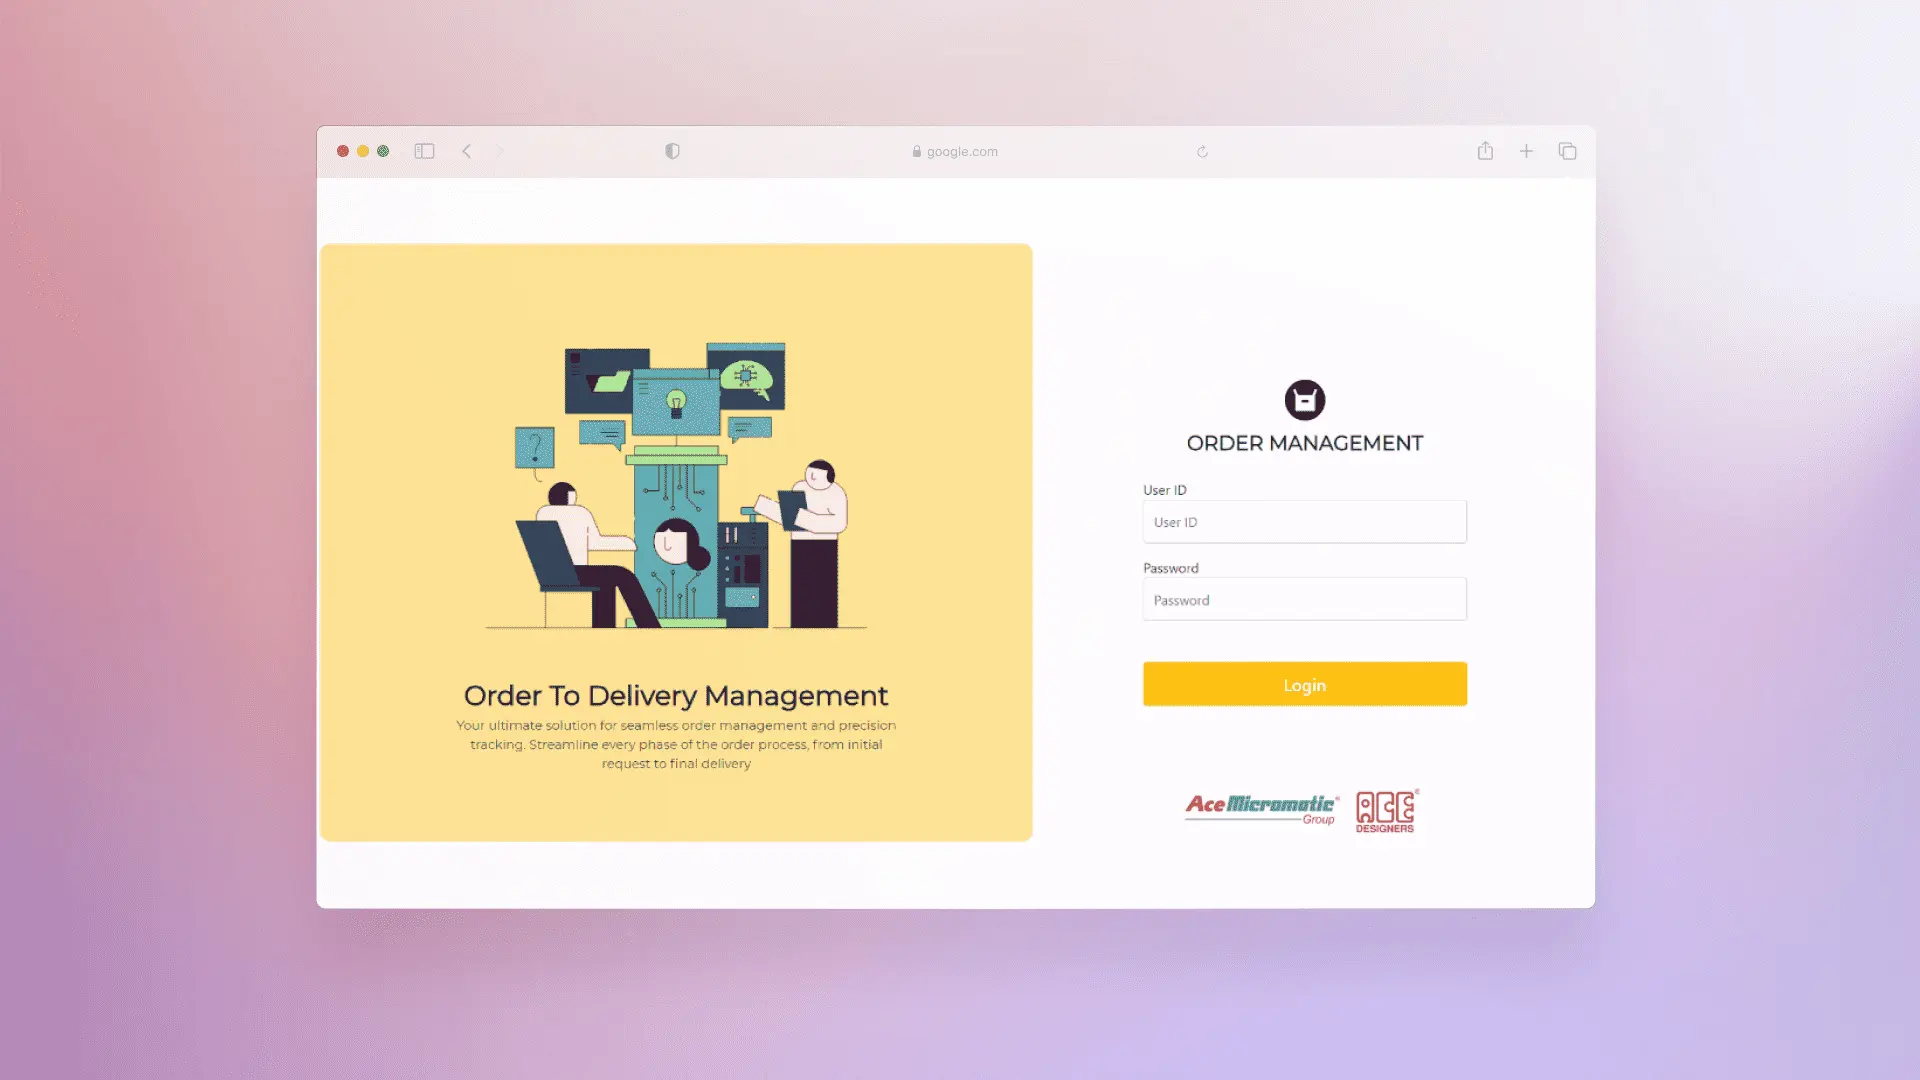 google.com
?
Order To Delivery Management
Your ultimate solution for seamless order management and precision
tracking. Streamline every phase of the order process, from initial
request to final delivery
ORDER MANAGEMENT
User ID
User ID
Password
Password
Login
AceMicromatic®
Group
ACE®
DESIGNERS